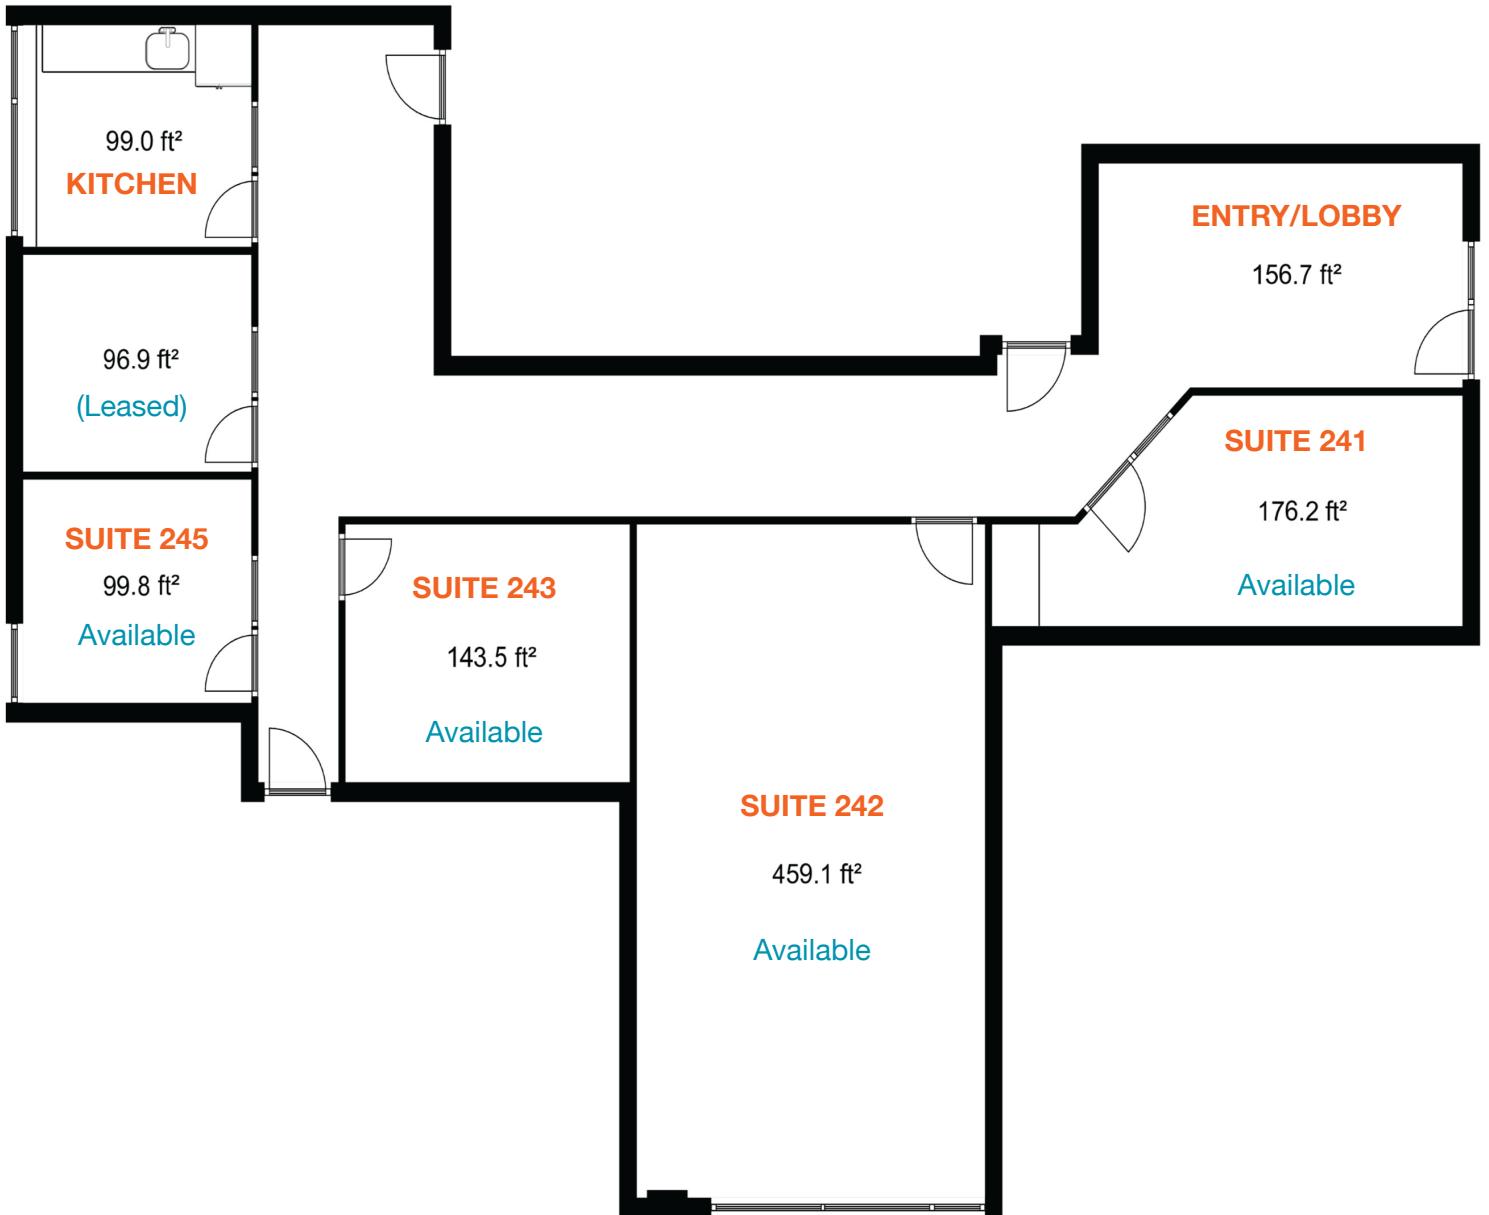 99.0 ft²
KITCHEN
ENTRY/LOBBY
156.7 ft²
96.9 ft²
(Leased)
SUITE 241
176.2 ft²
Available
SUITE 245
99.8 ft²
Available
SUITE 243
143.5 ft²
Available
SUITE 242
459.1 ft²
Available